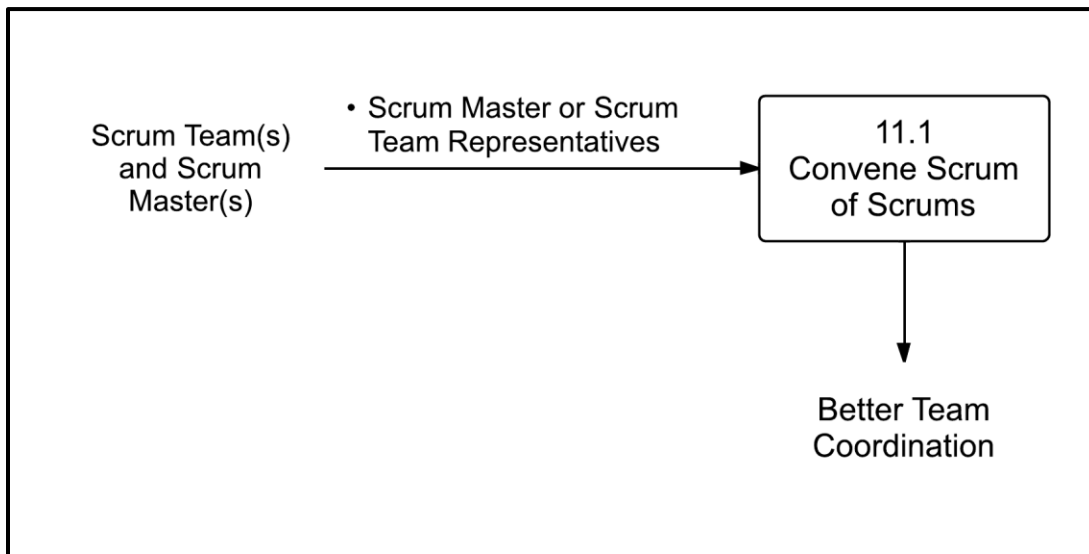 Scrum Team(s)
and Scrum
Master(s)
• Scrum Master or Scrum
Team Representatives
11.1
Convene Scrum
of Scrums
Better Team
Coordination